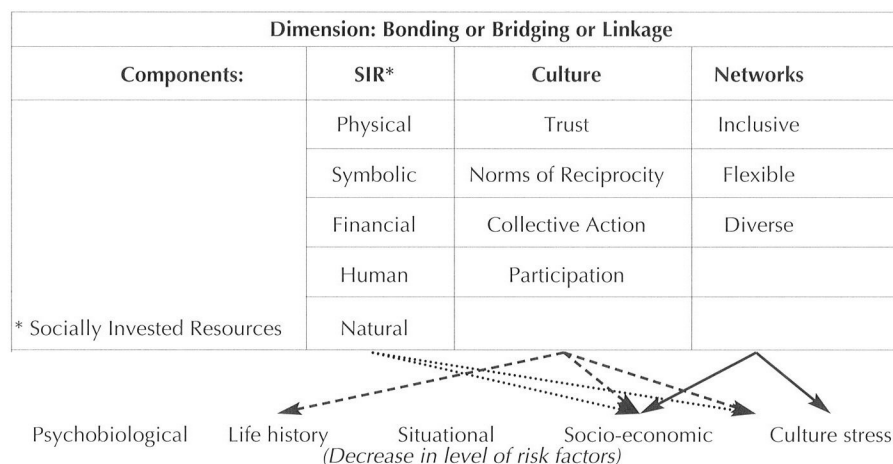 Dimension: Bonding or Bridging or Linkage
Components: SIR* Culture Networks
Physical Trust Inclusive
Symbolic Norms of Reciprocity Flexible
Financial Collective Action Diverse
Human Participation
* Socially Invested Resources Natural
Psychobiological Life history Situational Socio-economic Culture stress
(Decrease in level of risk factors)